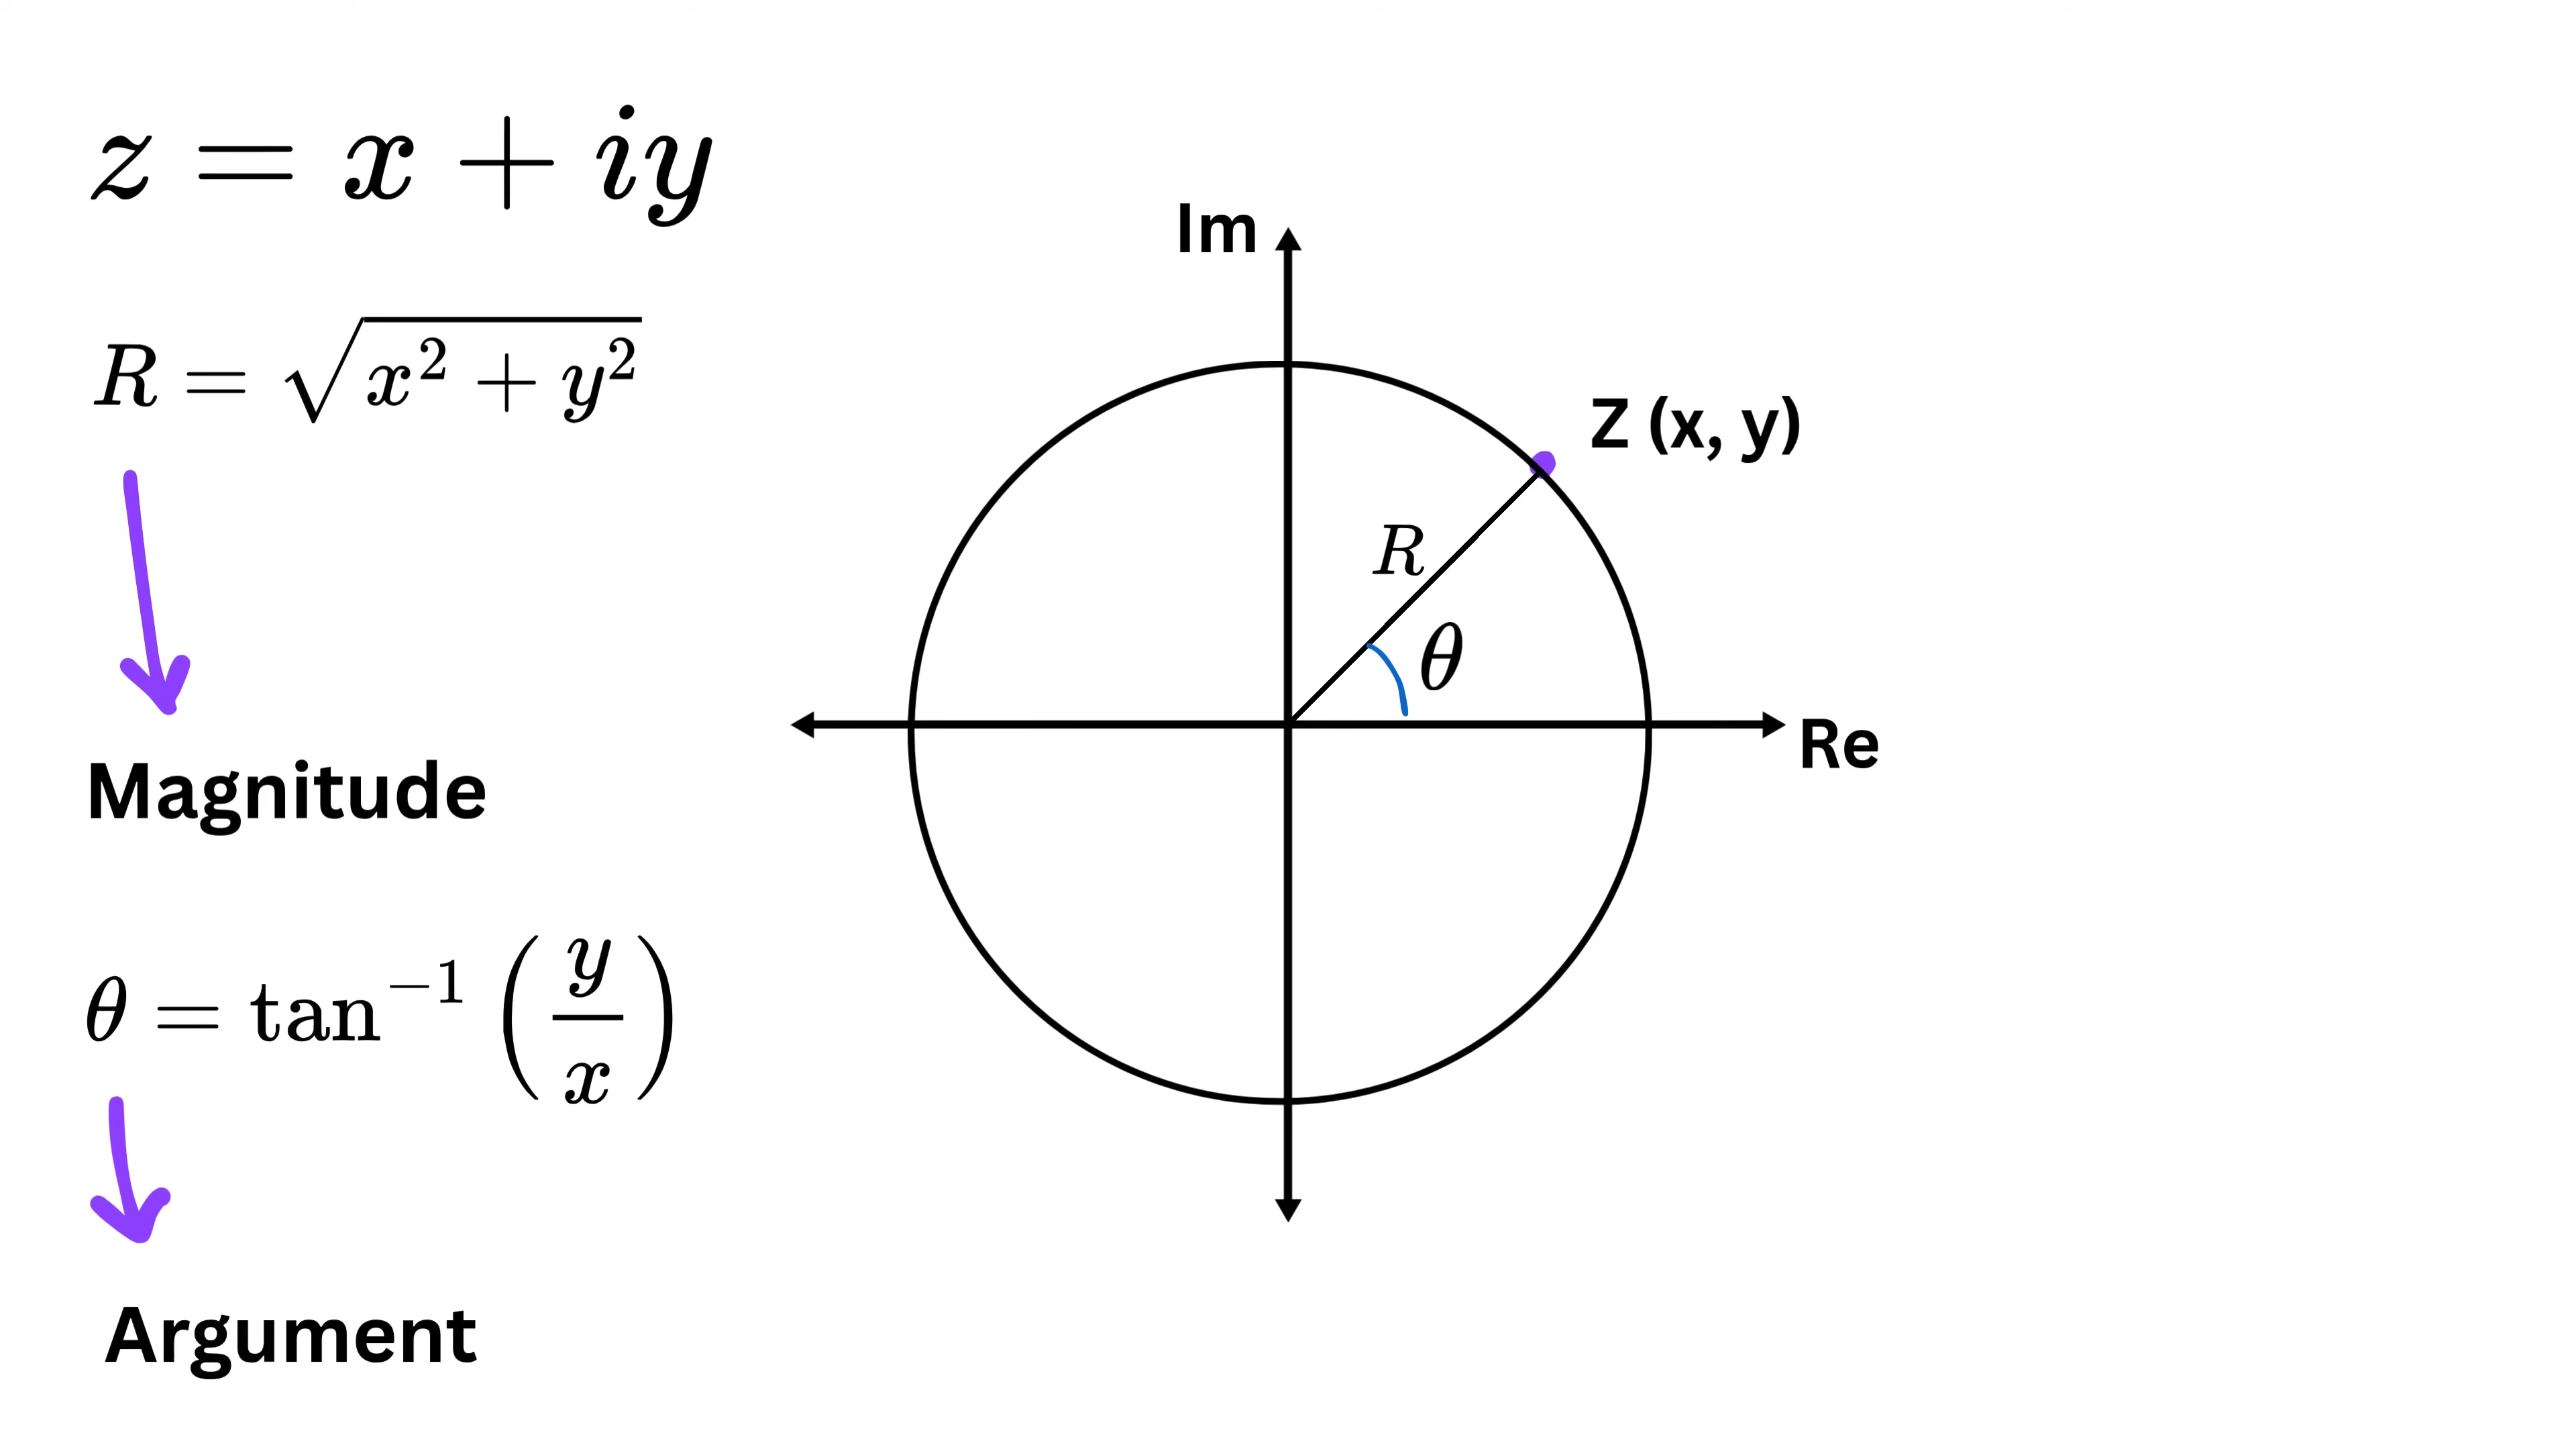 z = x + iy
R = √(x² + y²)
Magnitude
θ = tan⁻¹(y/x)
Argument
Im
Z (x, y)
R
θ
Re